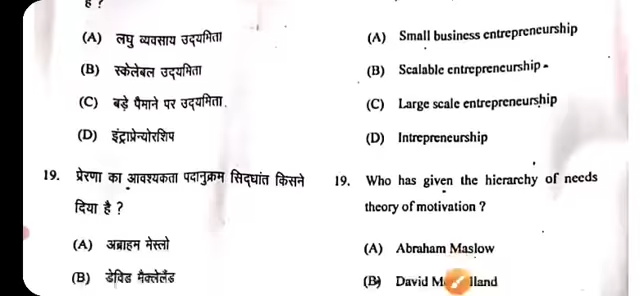 है ?
(A) लघु व्यवसाय उद्यमिता
(B) स्केलेबल उद्यमिता
(C) बड़े पैमाने पर उद्यमिता
(D) इंट्राप्रेन्योरशिप
19. प्रेरणा का आवश्यकता पदानुक्रम सिद्धांत किसने
दिया है ?
(A) अब्राहम मेस्लो
(B) डेविड मैक्लेलैंड
(A) Small business entrepreneurship
(B) Scalable entrepreneurship
(C) Large scale entrepreneurship
(D) Intrepreneurship
19. Who has given the hierarchy of needs
theory of motivation ?
(A) Abraham Maslow
(B) David